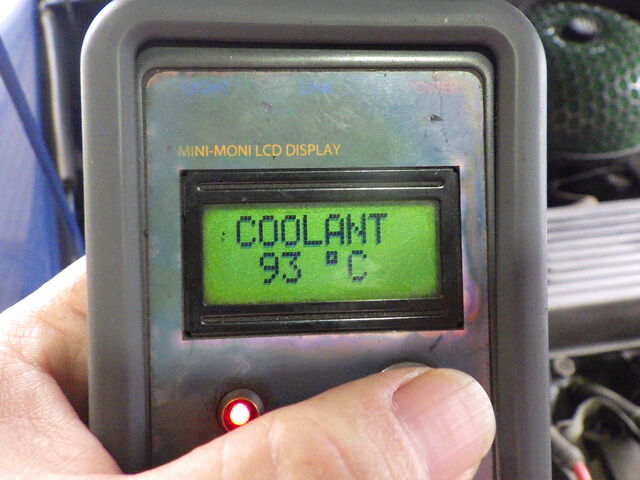 LIGHT LINK POWER
MINI-MONI LCD DISPLAY
COOLANT
93 °C